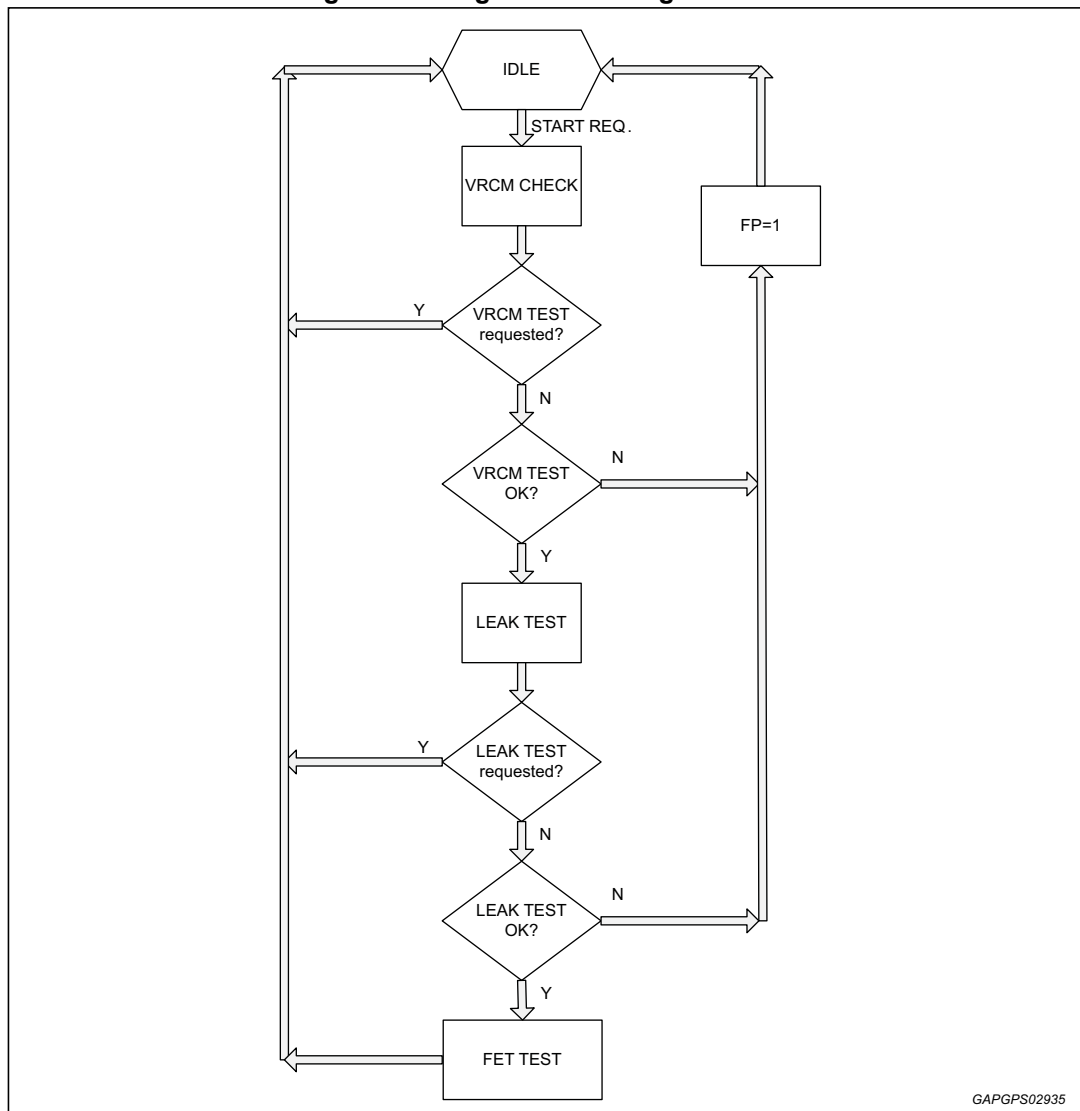 IDLE
START REQ.
VRCM CHECK
FP=1
VRCM TEST
requested?
Y
N
VRCM TEST
OK?
N
Y
LEAK TEST
LEAK TEST
requested?
Y
N
LEAK TEST
OK?
N
Y
FET TEST
GAPGPS02935